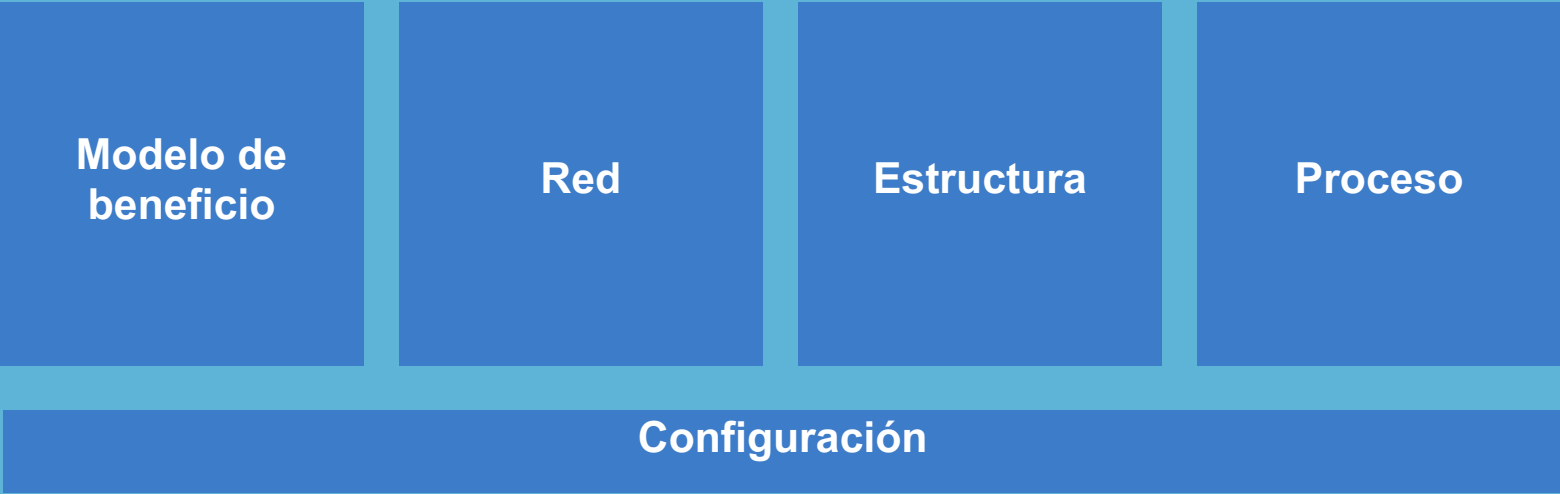 Modelo de
beneficio
Red
Estructura
Proceso
Configuración